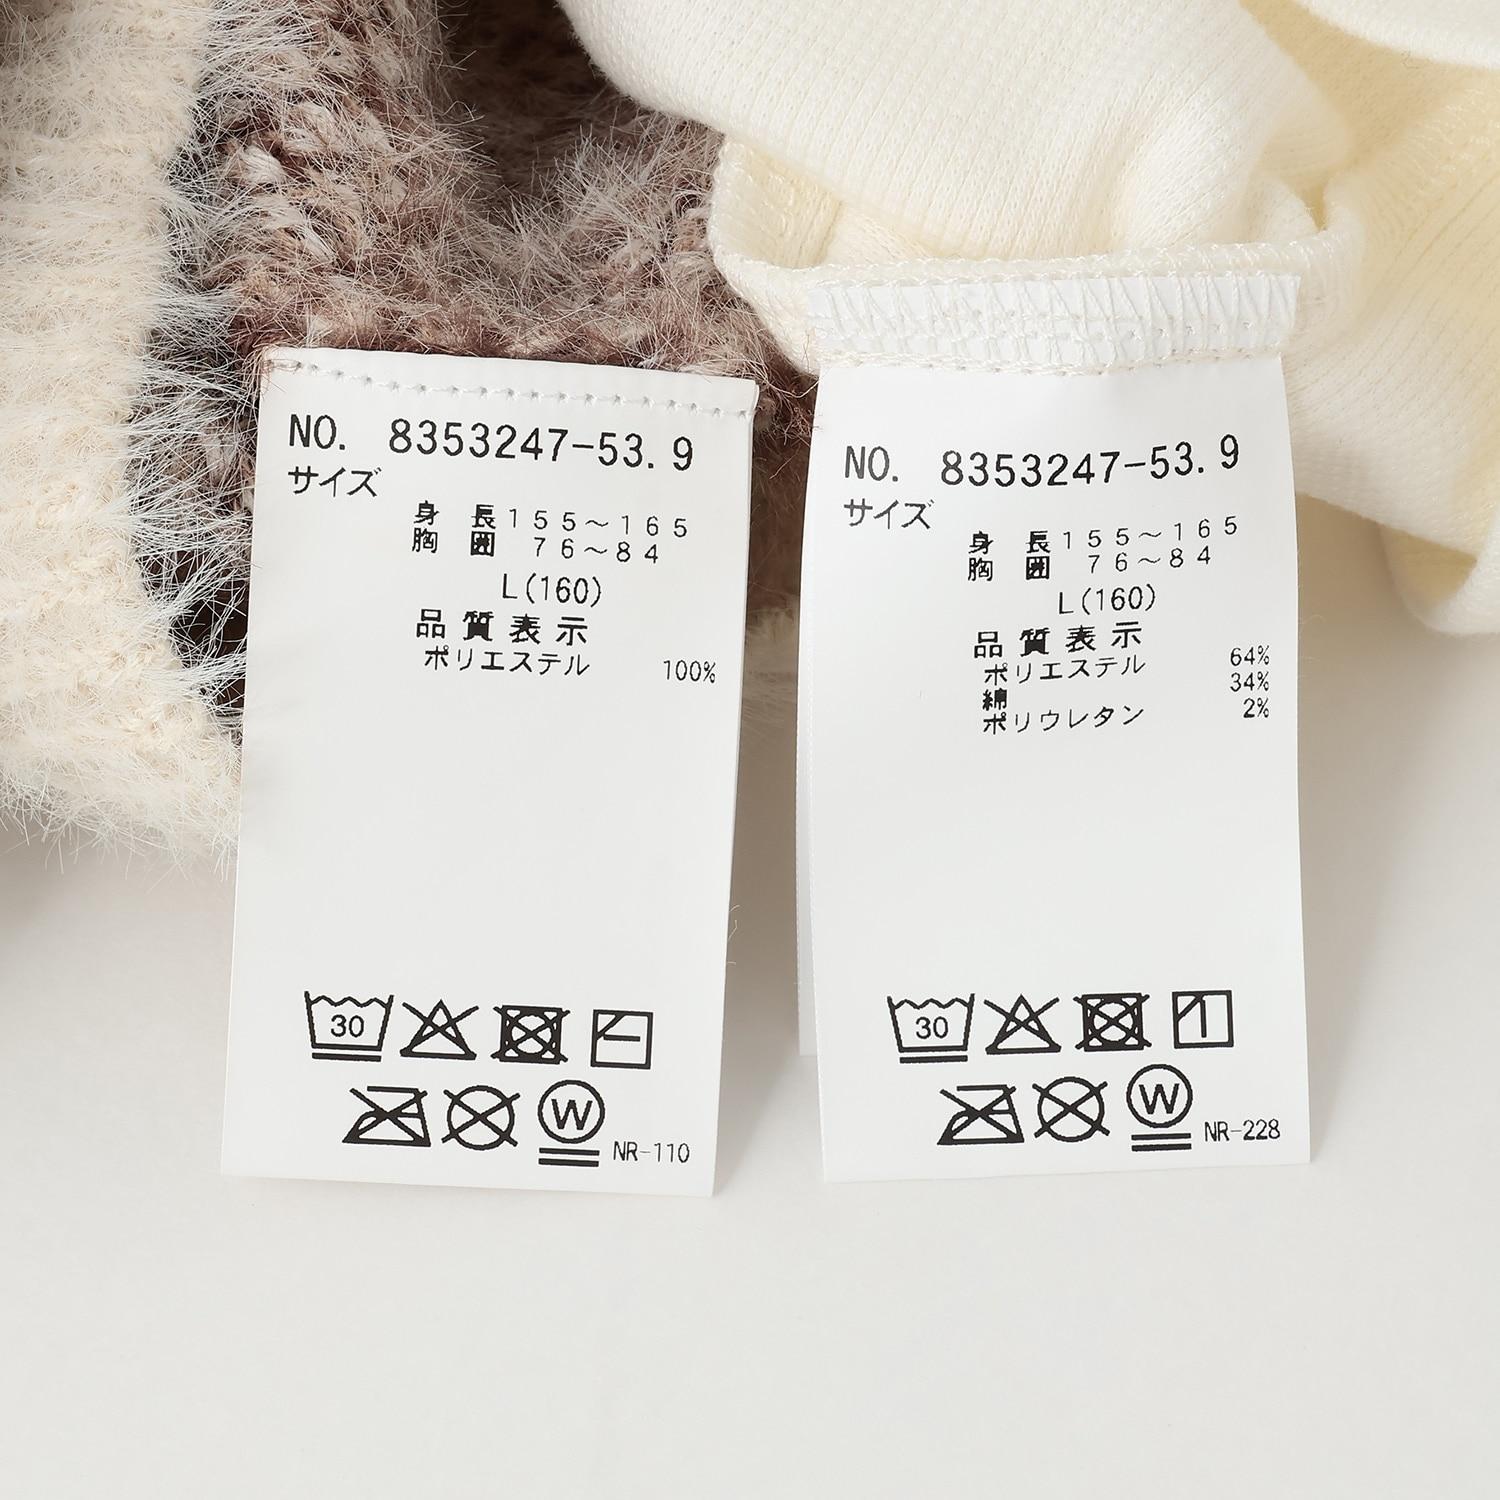 NO. 8353247-53.9
サイズ
身 長 155～165
胸 囲 76～84
L(160)
品質表示
ポリエステル 100%
30
W
NR-110
NO. 8353247-53.9
サイズ
身 長 155～165
胸 囲 76～84
L(160)
品質表示
ポリエステル 64%
綿 34%
ポリウレタン 2%
30
W
NR-228